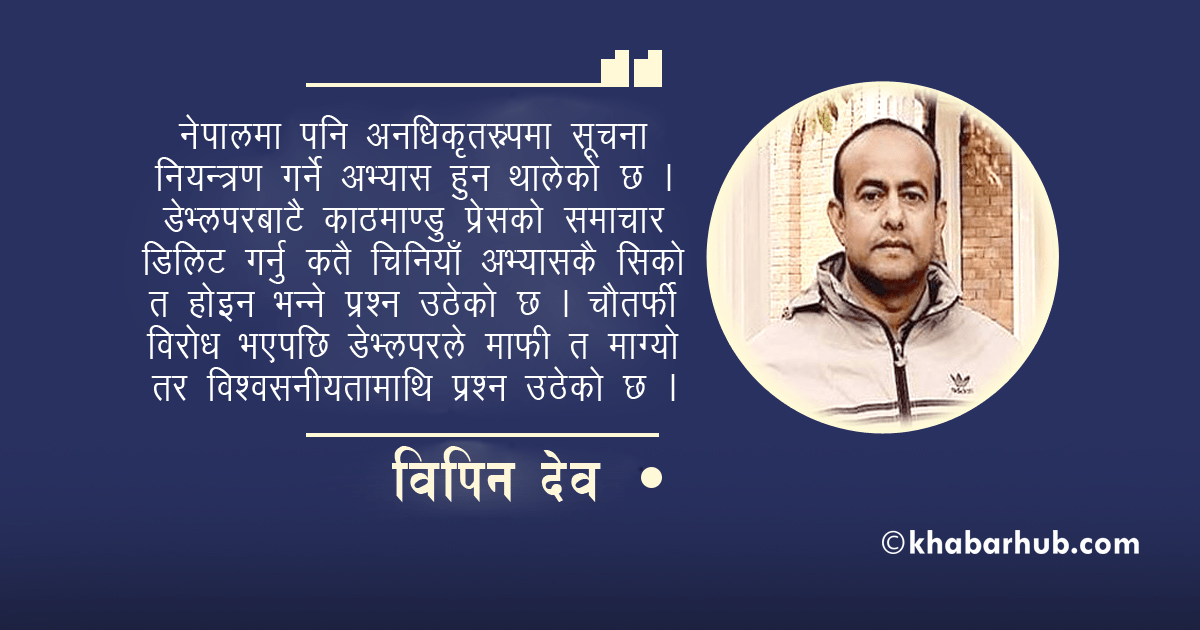 नेपालमा पनि अनधिकृतरुपमा सूचना
नियन्त्रण गर्ने अभ्यास हुन थालेको छ ।
डेभ्लपरबाटै काठमाण्डु प्रेसको समाचार
डिलिट गर्नु कतै चिनियाँ अभ्यासकै सिको
त होइन भन्ने प्रश्न उठेको छ । चौतर्फी
विरोध भएपछि डेभ्लपरले माफी त माग्यो
तर विश्वसनीयतामाथि प्रश्न उठेको छ ।
विपिन देव
©khabarhub.com
adidas